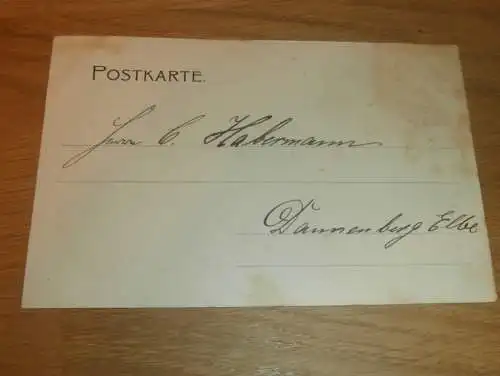 POSTKARTE.
Herrn C. Habermann
Dannenberg Elbe